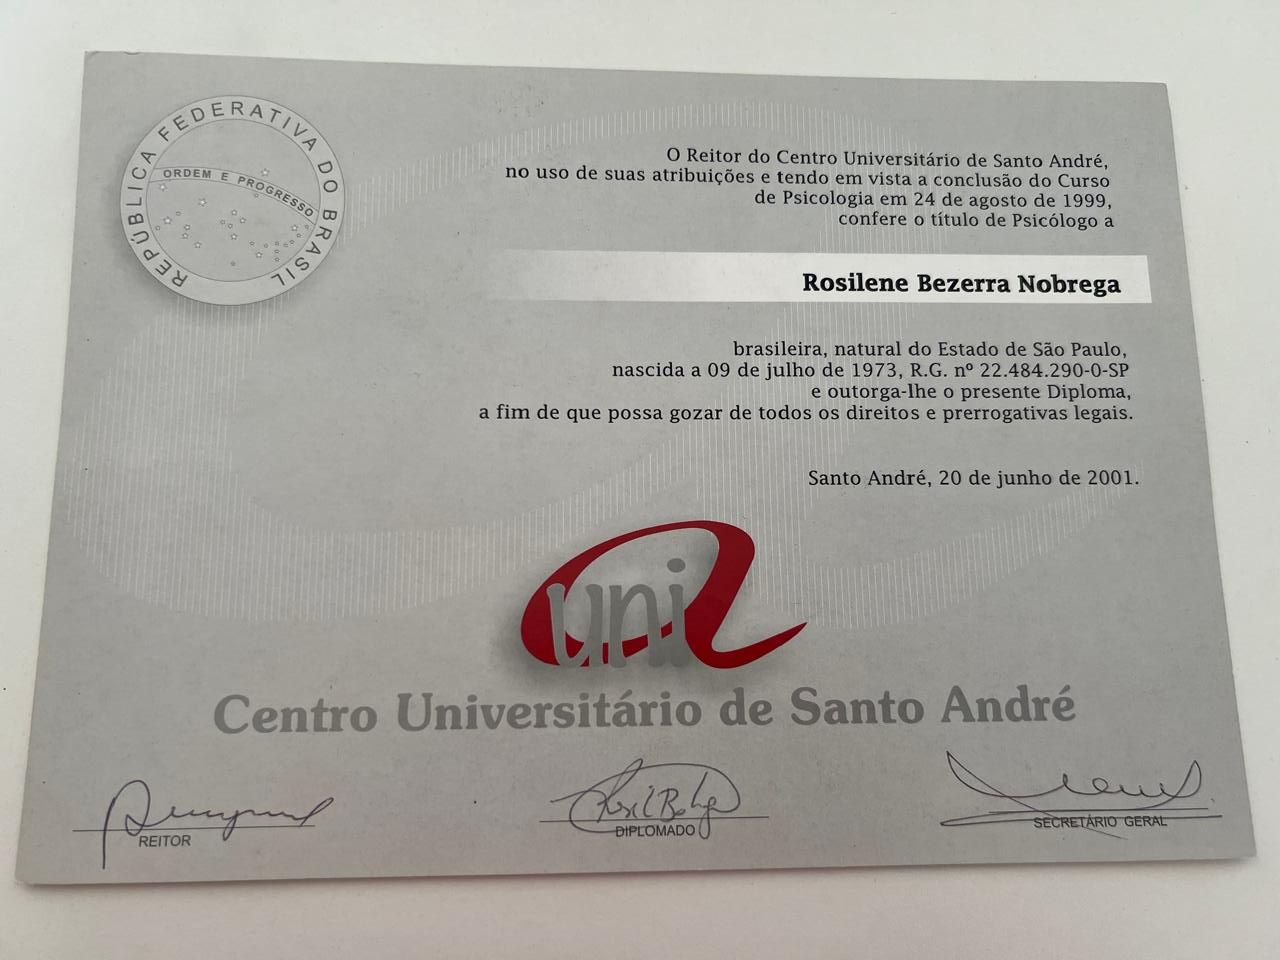 REPÚBLICA FEDERATIVA DO BRASIL
ORDEM E PROGRESSO
O Reitor do Centro Universitário de Santo André,
no uso de suas atribuições e tendo em vista a conclusão do Curso
de Psicologia em 24 de agosto de 1999,
confere o título de Psicólogo a
Rosilene Bezerra Nobrega
brasileira, natural do Estado de São Paulo,
nascida a 09 de julho de 1973, R.G. nº 22.484.290-0-SP
e outorga-lhe o presente Diploma,
a fim de que possa gozar de todos os direitos e prerrogativas legais.
Santo André, 20 de junho de 2001.
uni
Centro Universitário de Santo André
REITOR
DIPLOMADO
SECRETÁRIO GERAL